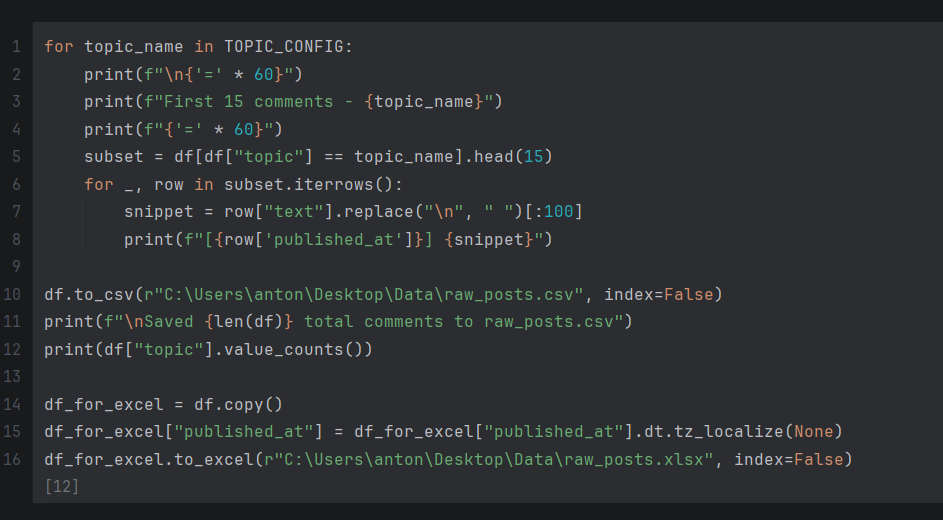 1 for topic_name in TOPIC_CONFIG:
2     print(f"\n{'=' * 60}")
3     print(f"First 15 comments - {topic_name}")
4     print(f"{'=' * 60}")
5     subset = df[df["topic"] == topic_name].head(15)
6     for _, row in subset.iterrows():
7         snippet = row["text"].replace("\n", " ")[:100]
8         print(f"[{row['published_at']}] {snippet}")
9
10 df.to_csv(r"C:\Users\anton\Desktop\Data\raw_posts.csv", index=False)
11 print(f"\nSaved {len(df)} total comments to raw_posts.csv")
12 print(df["topic"].value_counts())
13
14 df_for_excel = df.copy()
15 df_for_excel["published_at"] = df_for_excel["published_at"].dt.tz_localize(None)
16 df_for_excel.to_excel(r"C:\Users\anton\Desktop\Data\raw_posts.xlsx", index=False)
[12]